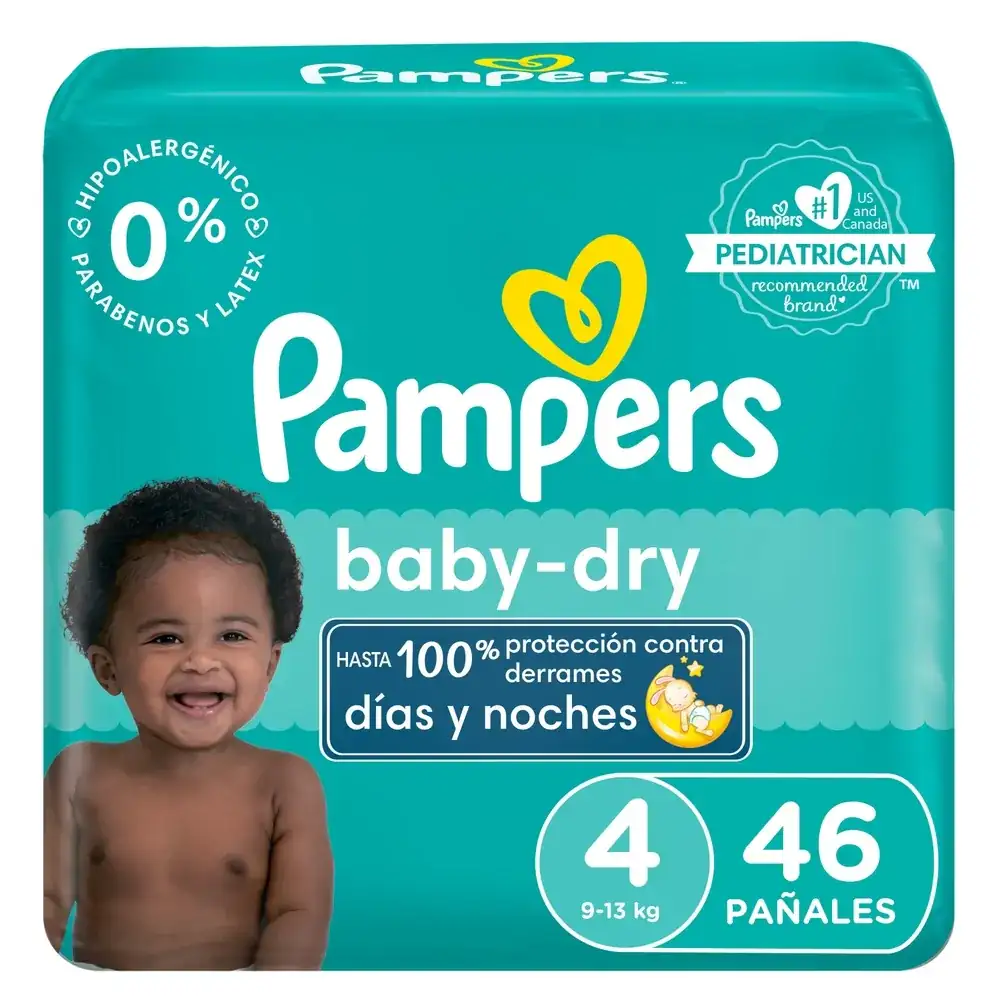 Pampers®
HIPOALERGÉNICO
0%
PARABENOS Y LATEX
Pampers #1 US and Canada
PEDIATRICIAN
recommended ™
brand
Pampers
baby-dry
HASTA 100% protección contra
derrames
días y noches
4
9-13 kg
46
PAÑALES